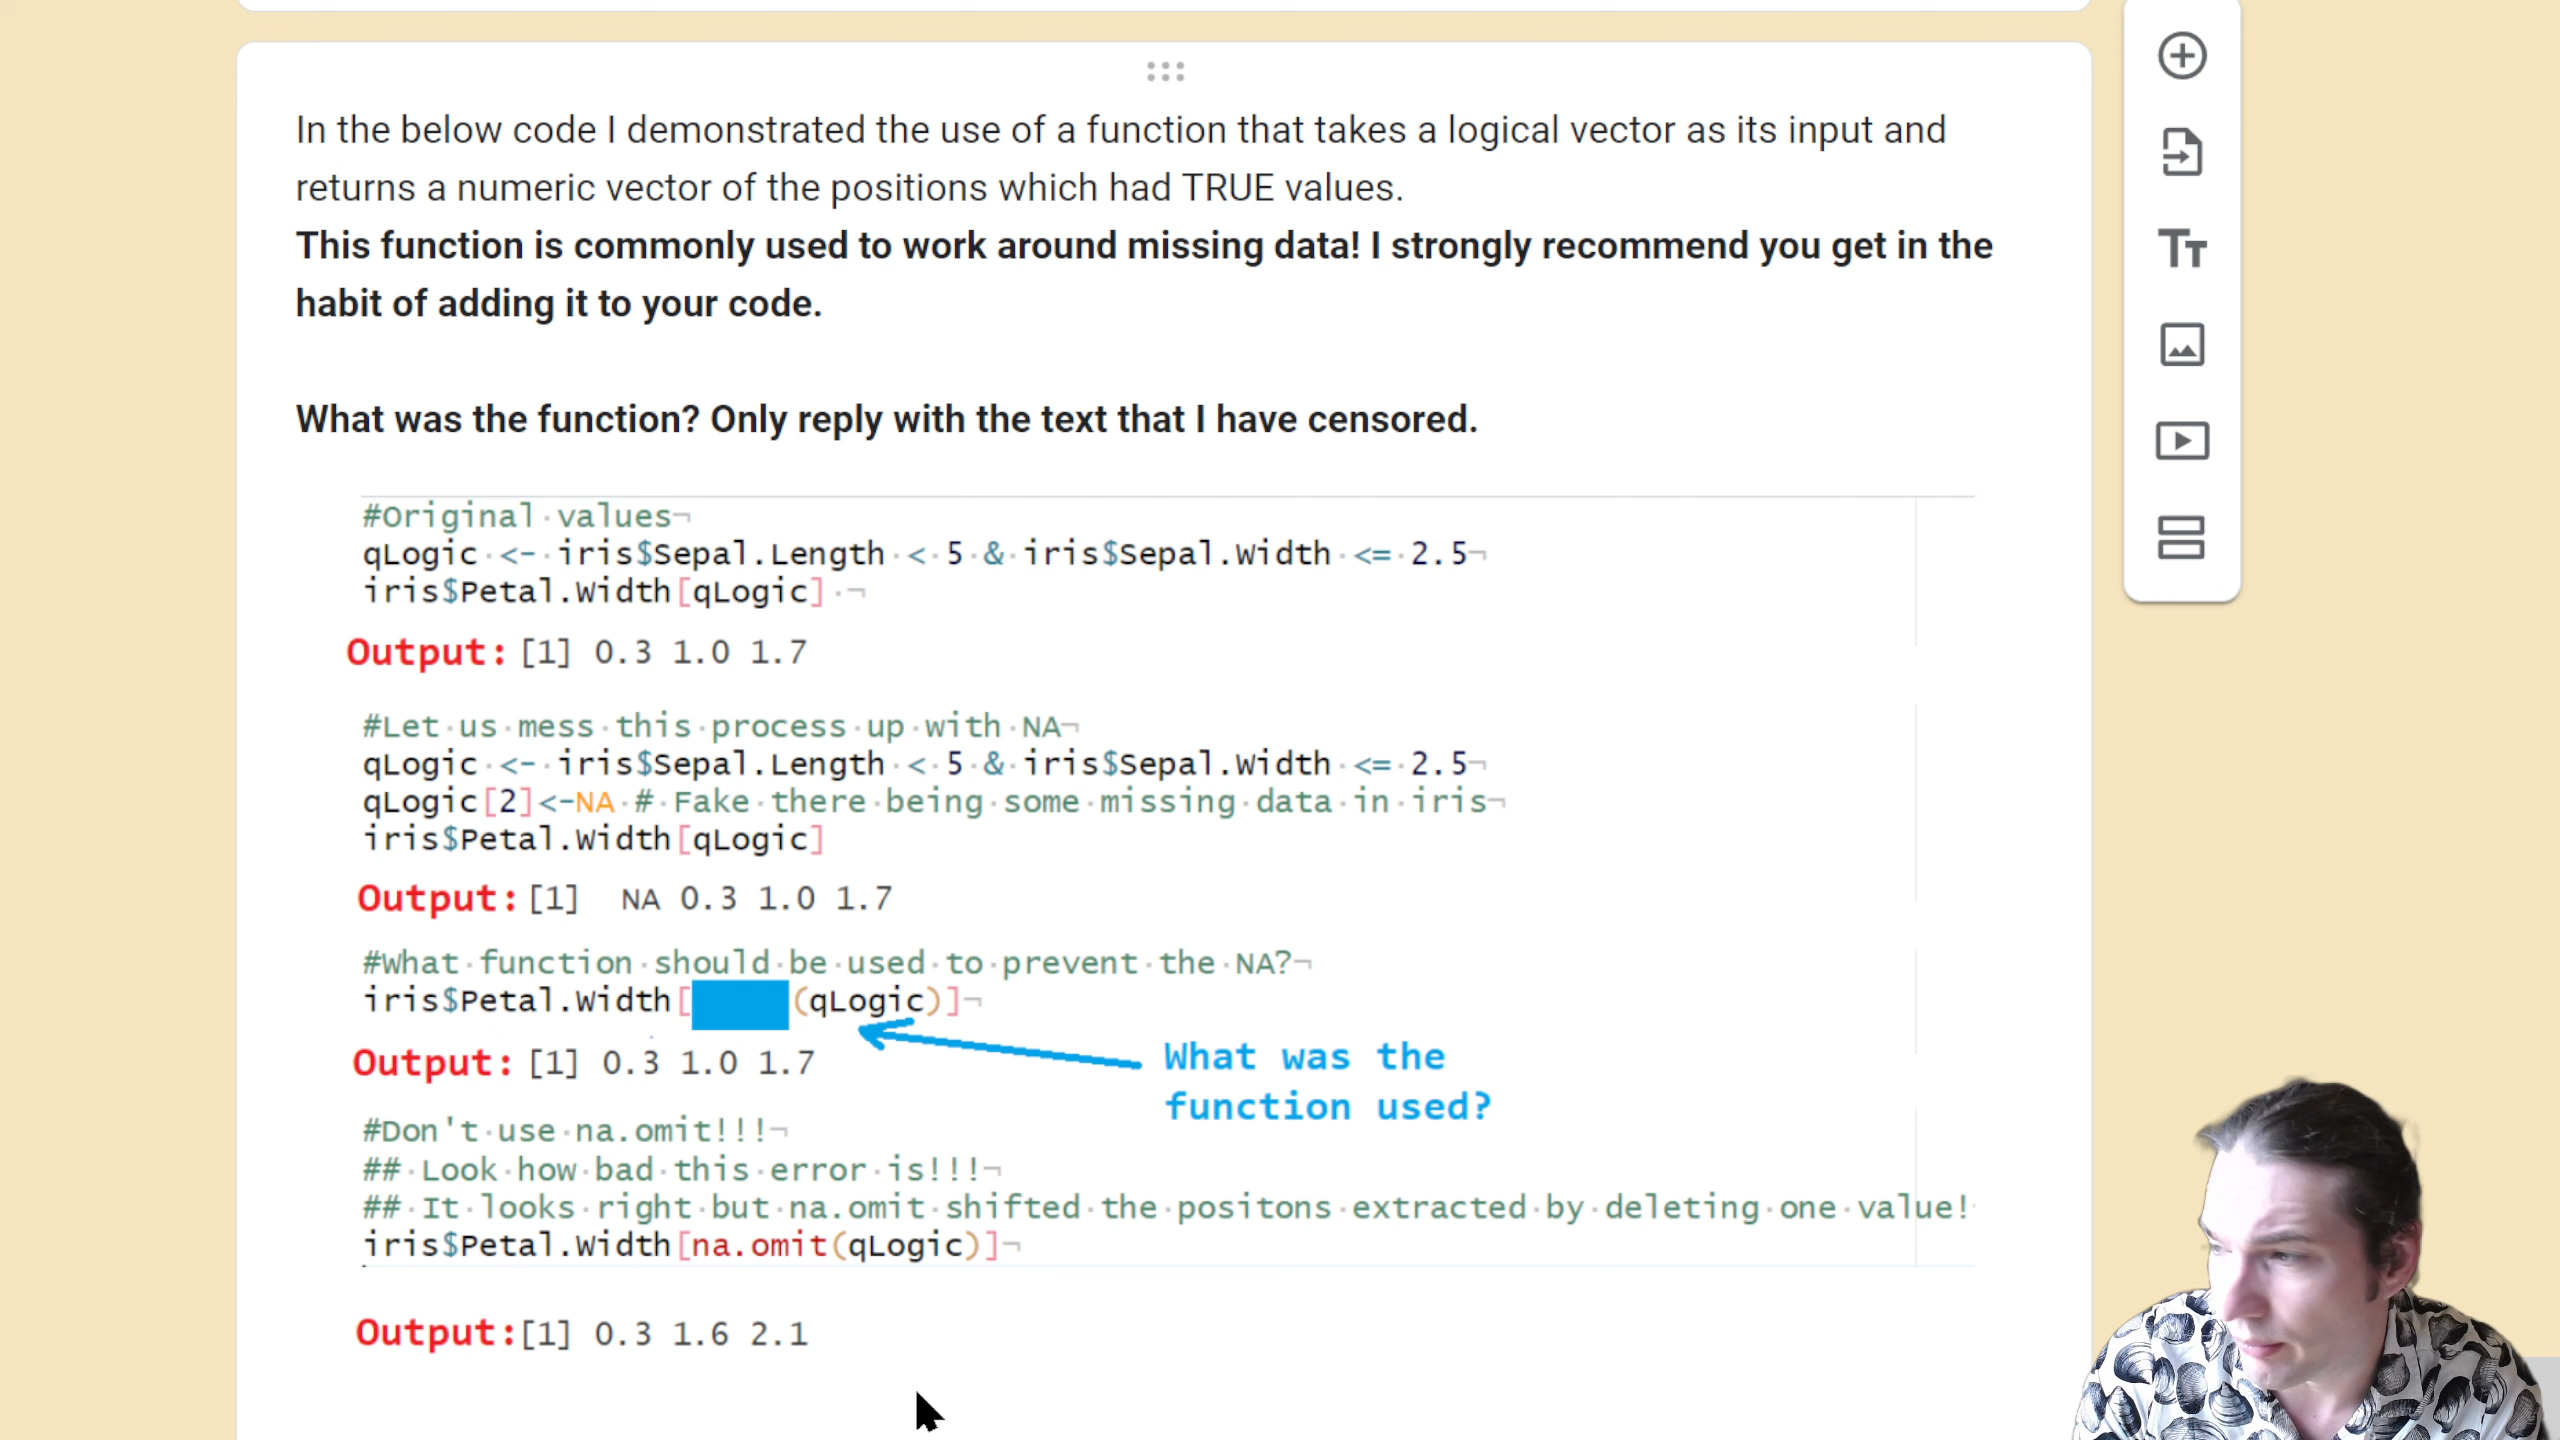 In the below code I demonstrated the use of a function that takes a logical vector as its input and
returns a numeric vector of the positions which had TRUE values.
This function is commonly used to work around missing data! I strongly recommend you get in the
habit of adding it to your code.
What was the function? Only reply with the text that I have censored.
#Original·values¬
qLogic·<-·iris$Sepal.Length·<·5·&·iris$Sepal.Width·<=·2.5¬
iris$Petal.Width[qLogic]·¬
Output: [1] 0.3 1.0 1.7
#Let·us·mess·this·process·up·with·NA¬
qLogic·<-·iris$Sepal.Length·<·5·&·iris$Sepal.Width·<=·2.5¬
qLogic[2]<-NA·#·Fake·there·being·some·missing·data·in·iris¬
iris$Petal.Width[qLogic]
Output: [1]  NA 0.3 1.0 1.7
#What·function·should·be·used·to·prevent·the·NA?¬
iris$Petal.Width[(qLogic)]¬
Output: [1] 0.3 1.0 1.7
What was the
function used?
#Don't·use·na.omit!!!¬
##·Look·how·bad·this·error·is!!!¬
##·It·looks·right·but·na.omit·shifted·the·positons·extracted·by·deleting·one·value!·
iris$Petal.Width[na.omit(qLogic)]¬
Output:[1] 0.3 1.6 2.1